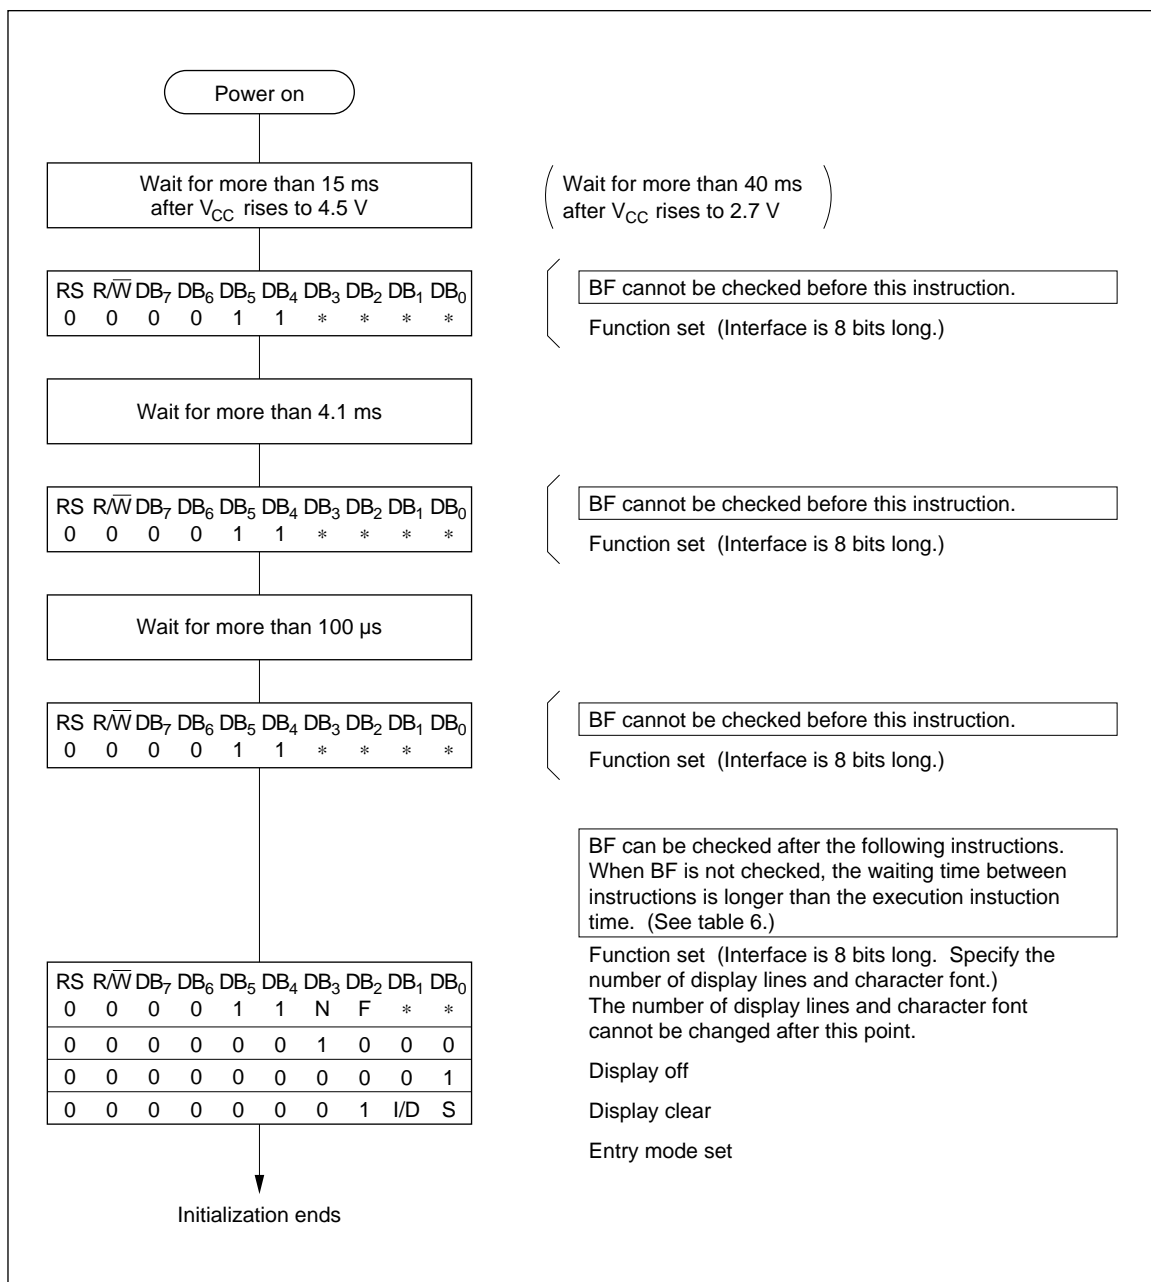 Power on
Wait for more than 15 ms
after VCC rises to 4.5 V
Wait for more than 40 ms
after VCC rises to 2.7 V
RS R/W̅ DB7 DB6 DB5 DB4 DB3 DB2 DB1 DB0
0 0 0 0 1 1 * * * *
BF cannot be checked before this instruction.
Function set (Interface is 8 bits long.)
Wait for more than 4.1 ms
RS R/W̅ DB7 DB6 DB5 DB4 DB3 DB2 DB1 DB0
0 0 0 0 1 1 * * * *
BF cannot be checked before this instruction.
Function set (Interface is 8 bits long.)
Wait for more than 100 µs
RS R/W̅ DB7 DB6 DB5 DB4 DB3 DB2 DB1 DB0
0 0 0 0 1 1 * * * *
BF cannot be checked before this instruction.
Function set (Interface is 8 bits long.)
BF can be checked after the following instructions.
When BF is not checked, the waiting time between
instructions is longer than the execution instuction
time. (See table 6.)
RS R/W̅ DB7 DB6 DB5 DB4 DB3 DB2 DB1 DB0
0 0 0 0 1 1 N F * *
0 0 0 0 0 0 1 0 0 0
0 0 0 0 0 0 0 0 0 1
0 0 0 0 0 0 0 1 I/D S
Function set (Interface is 8 bits long. Specify the
number of display lines and character font.)
The number of display lines and character font
cannot be changed after this point.
Display off
Display clear
Entry mode set
Initialization ends